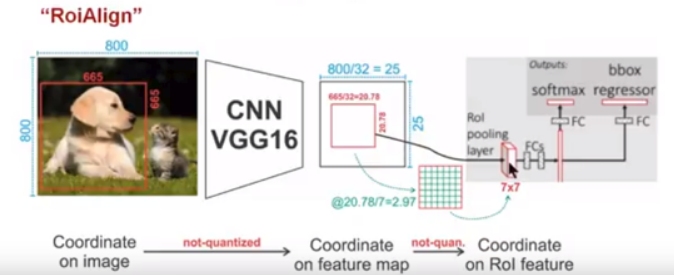 “RoiAlign”
800
800
665
665
CNN
VGG16
800/32 = 25
25
665/32=20.78
20.78
@20.78/7=2.97
RoI
pooling
layer
7x7
FCs
FC
FC
Outputs:
softmax
bbox
regressor
Coordinate
on image
not-quantized
Coordinate
on feature map
not-quan.
Coordinate
on RoI feature